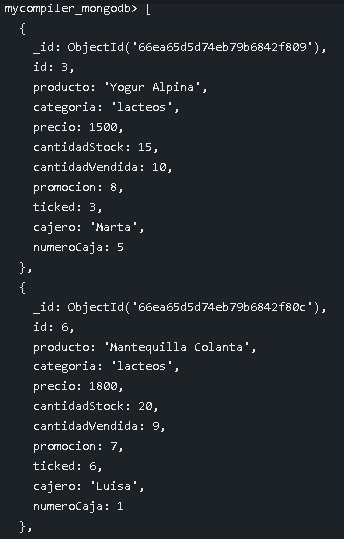 mycompiler_mongodb> [
  {
    _id: ObjectId('66ea65d5d74eb79b6842f809'),
    id: 3,
    producto: 'Yogur Alpina',
    categoria: 'lacteos',
    precio: 1500,
    cantidadStock: 15,
    cantidadVendida: 10,
    promocion: 8,
    ticked: 3,
    cajero: 'Marta',
    numeroCaja: 5
  },
  {
    _id: ObjectId('66ea65d5d74eb79b6842f80c'),
    id: 6,
    producto: 'Mantequilla Colanta',
    categoria: 'lacteos',
    precio: 1800,
    cantidadStock: 20,
    cantidadVendida: 9,
    promocion: 7,
    ticked: 6,
    cajero: 'Luisa',
    numeroCaja: 1
  },